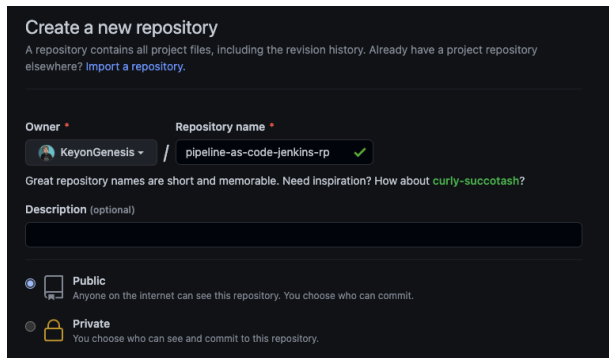 Create a new repository
A repository contains all project files, including the revision history. Already have a project repository
elsewhere? Import a repository.
Owner * Repository name *
KeyonGenesis / pipeline-as-code-jenkins-rp
Great repository names are short and memorable. Need inspiration? How about curly-succotash?
Description (optional)
Public
Anyone on the internet can see this repository. You choose who can commit.
Private
You choose who can see and commit to this repository.